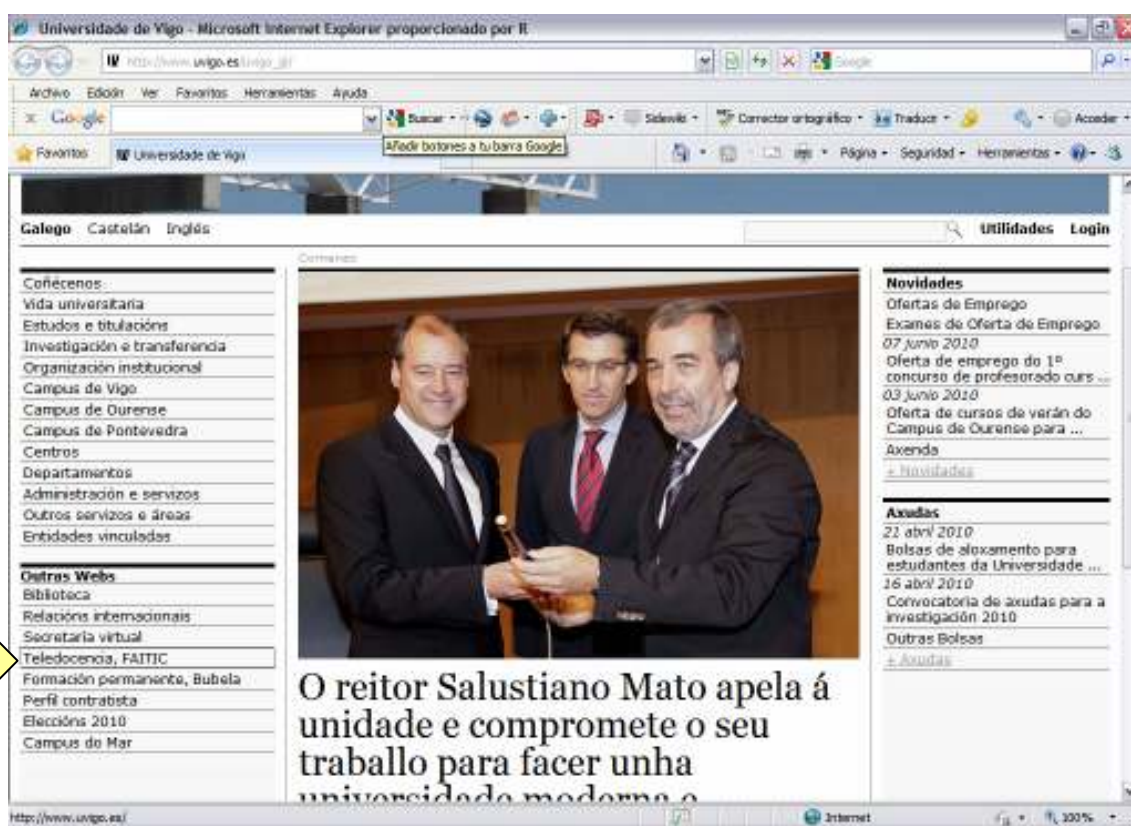 Universidade de Vigo - Microsoft Internet Explorer proporcionado por R
http://www.uvigo.es/uvigo_gl/
Google
Archivo Edición Ver Favoritos Herramientas Ayuda
x Google
Buscar
Sidewiki
Corrector ortográfico
Traducir
Acceder
Favoritos
Universidade de Vigo
Añadir botones a tu barra Google
Página
Seguridad
Herramientas
Galego Castelán Inglés
Utilidades Login
Coñécenos
Vida universitaria
Estudos e titulacións
Investigación e transferencia
Organización institucional
Campus de Vigo
Campus de Ourense
Campus de Pontevedra
Centros
Departamentos
Administración e servizos
Outros servizos e áreas
Entidades vinculadas
Outras Webs
Biblioteca
Relacións internacionais
Secretaría virtual
Teledocencia, FAITIC
Formación permanente, Bubela
Perfil contratista
Eleccións 2010
Campus do Mar
O reitor Salustiano Mato apela á
unidade e compromete o seu
traballo para facer unha
universidade moderna e
Novidades
Ofertas de Emprego
Exames de Oferta de Emprego
07 junio 2010
Oferta de emprego do 1º
concurso de profesorado curs ...
03 junio 2010
Oferta de cursos de verán do
Campus de Ourense para ...
Axenda
+ Novidades
Axudas
21 abril 2010
Bolsas de aloxamento para
estudantes da Universidade ...
16 abril 2010
Convocatoria de axudas para a
investigación 2010
Outras Bolsas
+ Axudas
http://www.uvigo.es/
Internet
100%